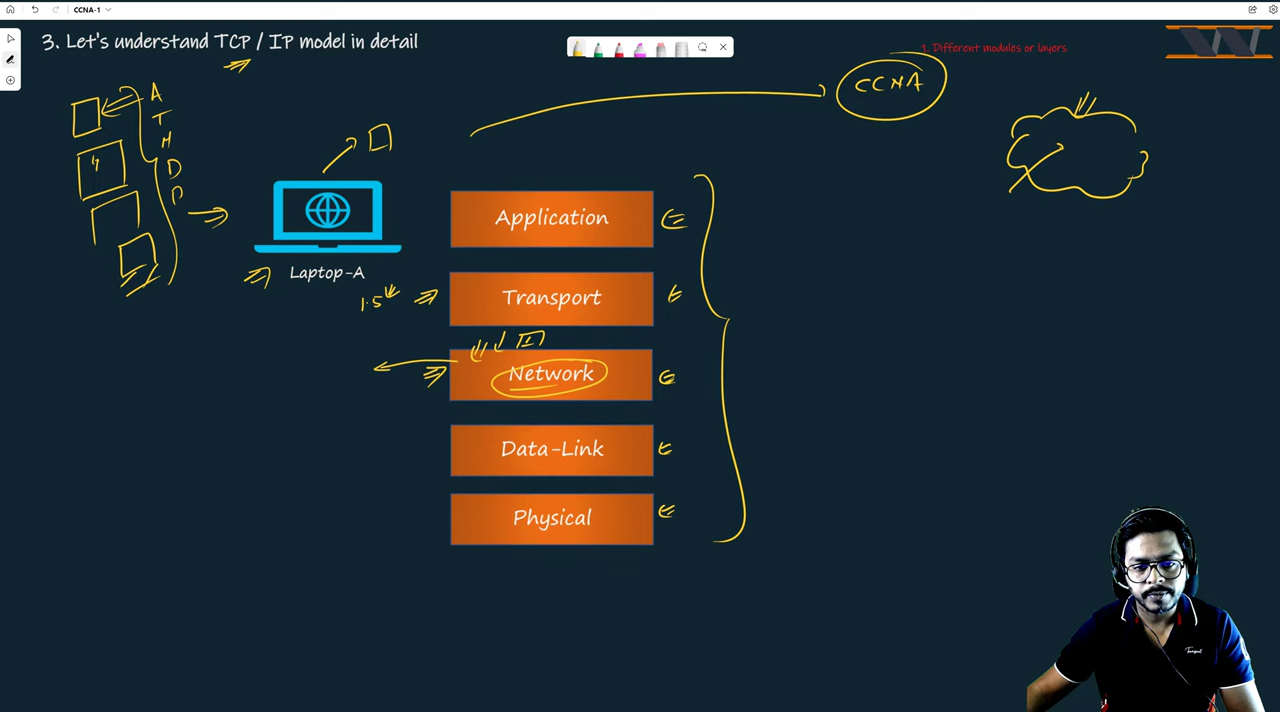 CCNA-1
3. Let's understand TCP / IP model in detail
1. Different modules or layers
CCNA
A
T
4
D
Laptop-A
Application
1.5
Transport
Network
Data-Link
Physical